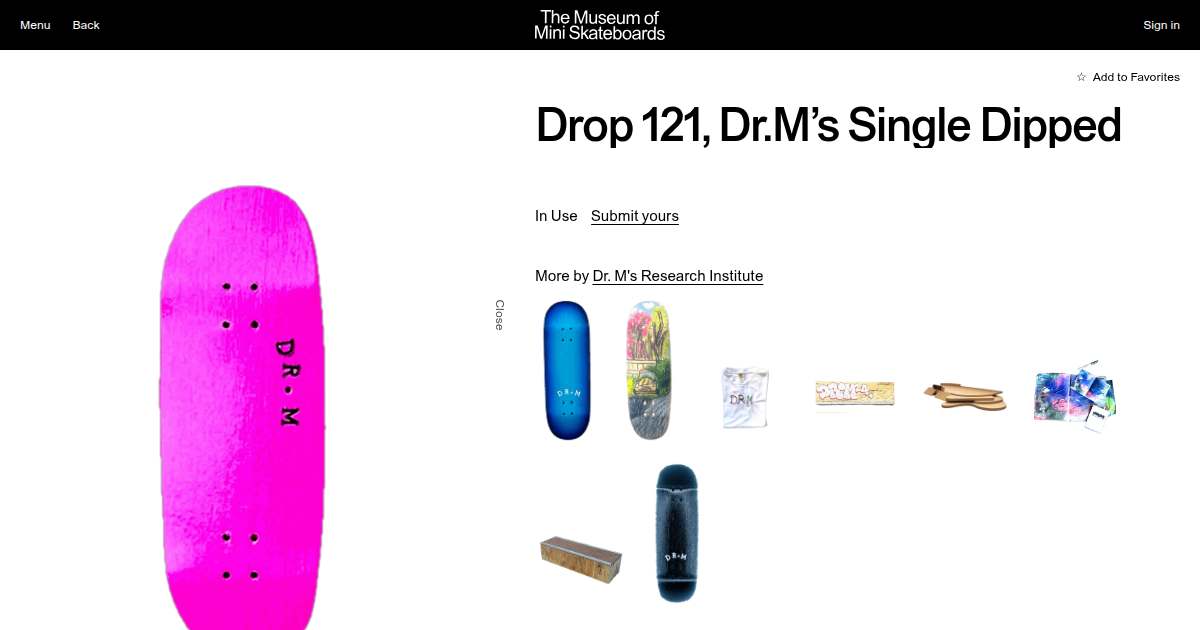 Menu
Back
The Museum of
Mini Skateboards
Sign in
☆ Add to Favorites
Drop 121, Dr.M’s Single Dipped
In Use
Submit yours
More by Dr. M's Research Institute
Close
DR•M
DR•M
DR.M
DR•M